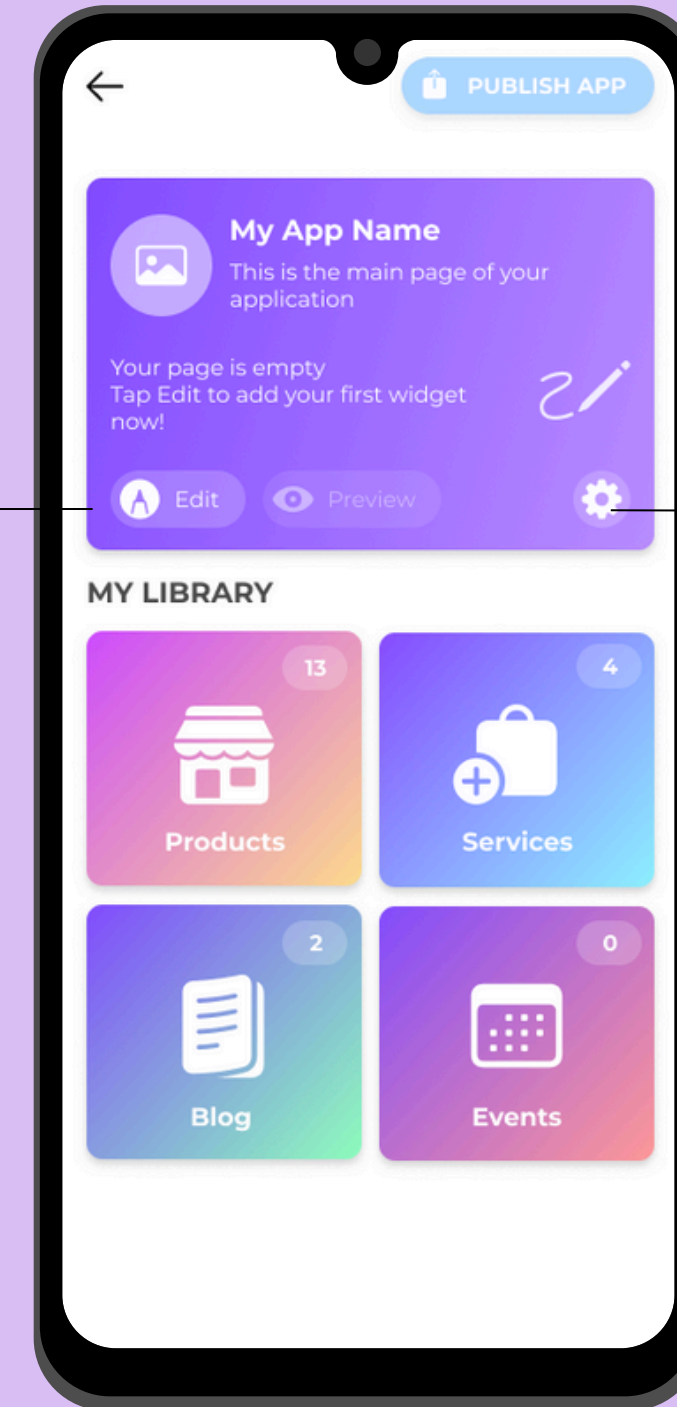 PUBLISH APP
My App Name
This is the main page of your
application
Your page is empty
Tap Edit to add your first widget
now!
Edit
Preview
MY LIBRARY
13
Products
4
Services
2
Blog
0
Events